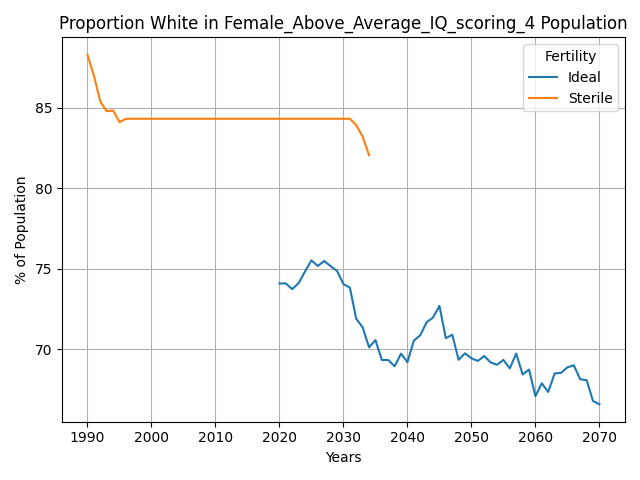 Proportion White in Female_Above_Average_IQ_scoring_4 Population
Fertility
Ideal
Sterile
% of Population
85
80
75
70
1990
2000
2010
2020
2030
2040
2050
2060
2070
Years